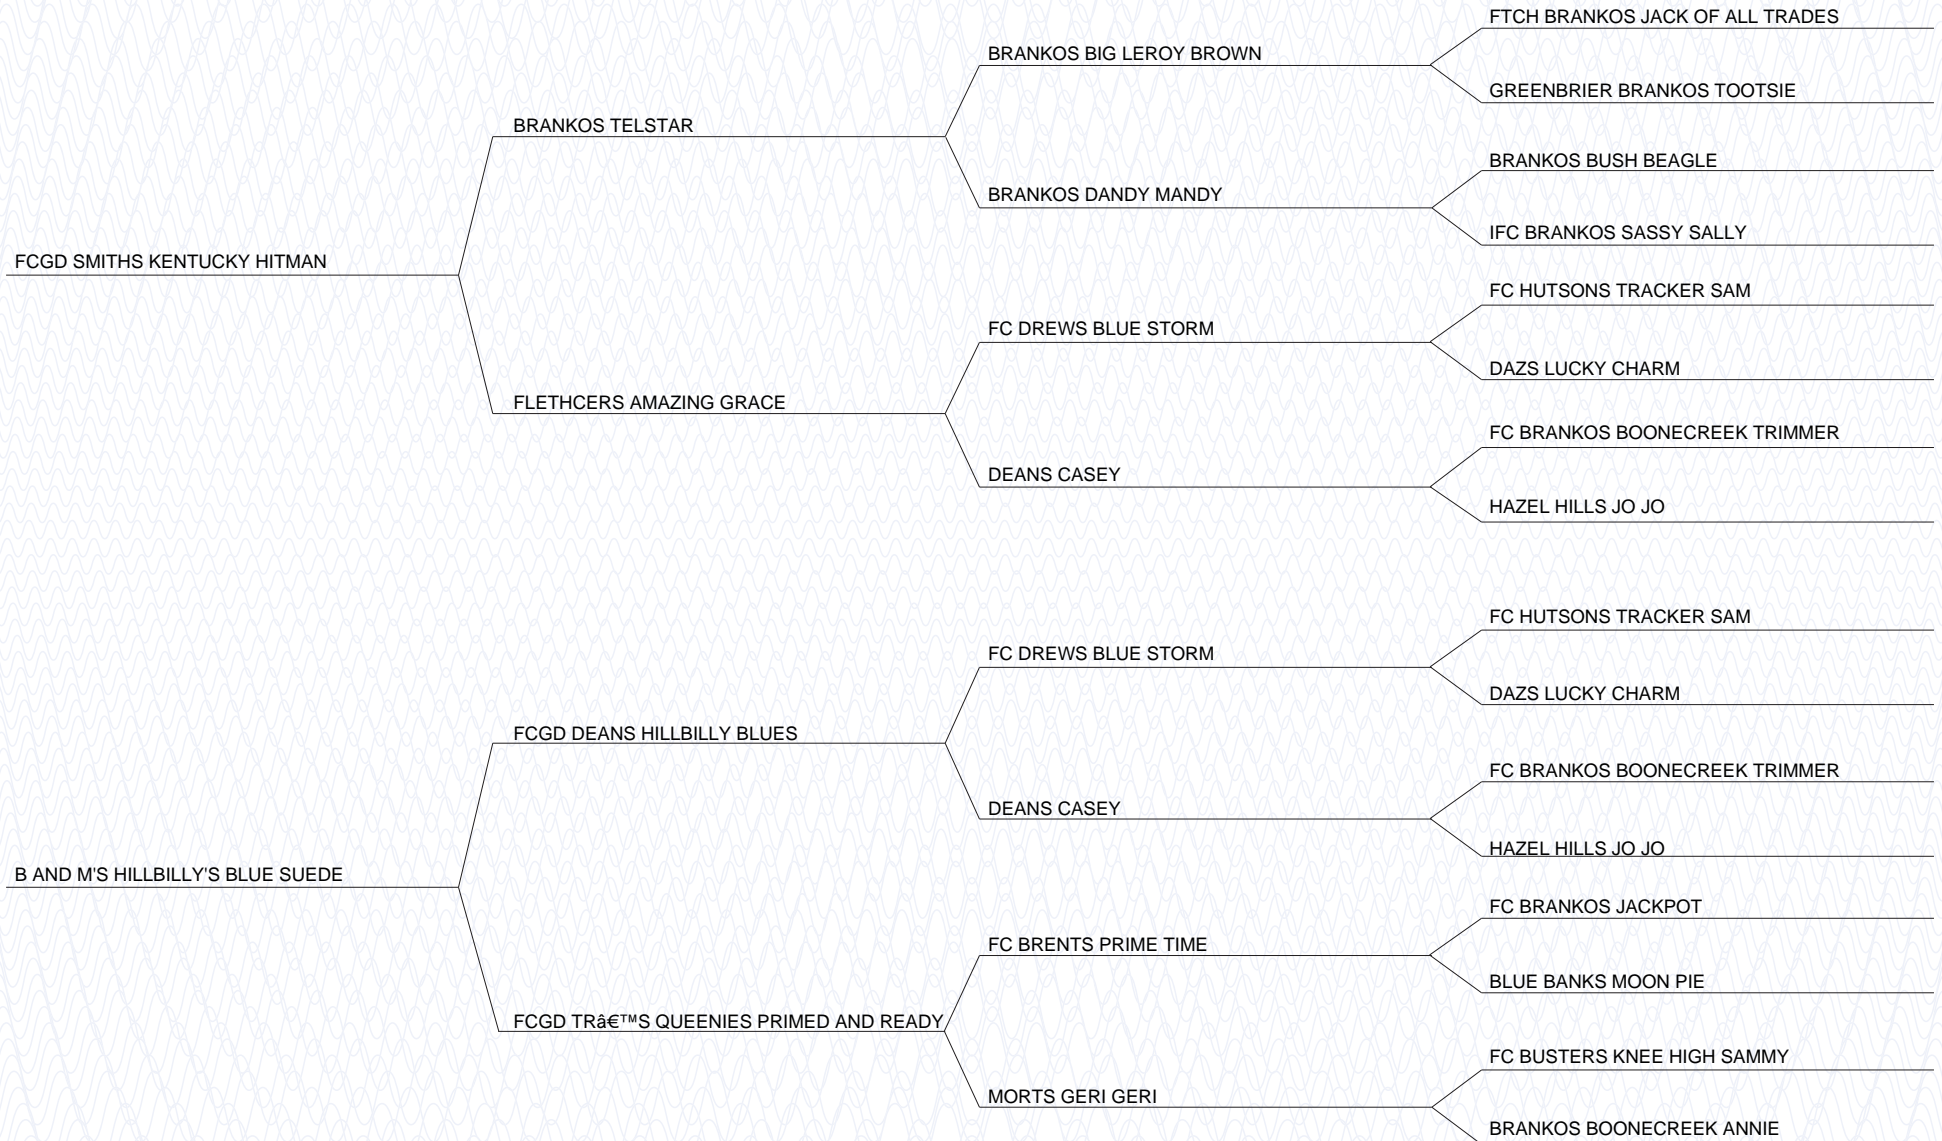 FTCH BRANKOS JACK OF ALL TRADES
BRANKOS BIG LEROY BROWN
GREENBRIER BRANKOS TOOTSIE
BRANKOS TELSTAR
BRANKOS BUSH BEAGLE
BRANKOS DANDY MANDY
IFC BRANKOS SASSY SALLY
FCGD SMITHS KENTUCKY HITMAN
FC HUTSONS TRACKER SAM
FC DREWS BLUE STORM
DAZS LUCKY CHARM
FLETHCERS AMAZING GRACE
FC BRANKOS BOONECREEK TRIMMER
DEANS CASEY
HAZEL HILLS JO JO
FC HUTSONS TRACKER SAM
FC DREWS BLUE STORM
DAZS LUCKY CHARM
FCGD DEANS HILLBILLY BLUES
FC BRANKOS BOONECREEK TRIMMER
DEANS CASEY
HAZEL HILLS JO JO
B AND M'S HILLBILLY'S BLUE SUEDE
FC BRANKOS JACKPOT
FC BRENTS PRIME TIME
BLUE BANKS MOON PIE
FCGD TRâ€™S QUEENIES PRIMED AND READY
FC BUSTERS KNEE HIGH SAMMY
MORTS GERI GERI
BRANKOS BOONECREEK ANNIE